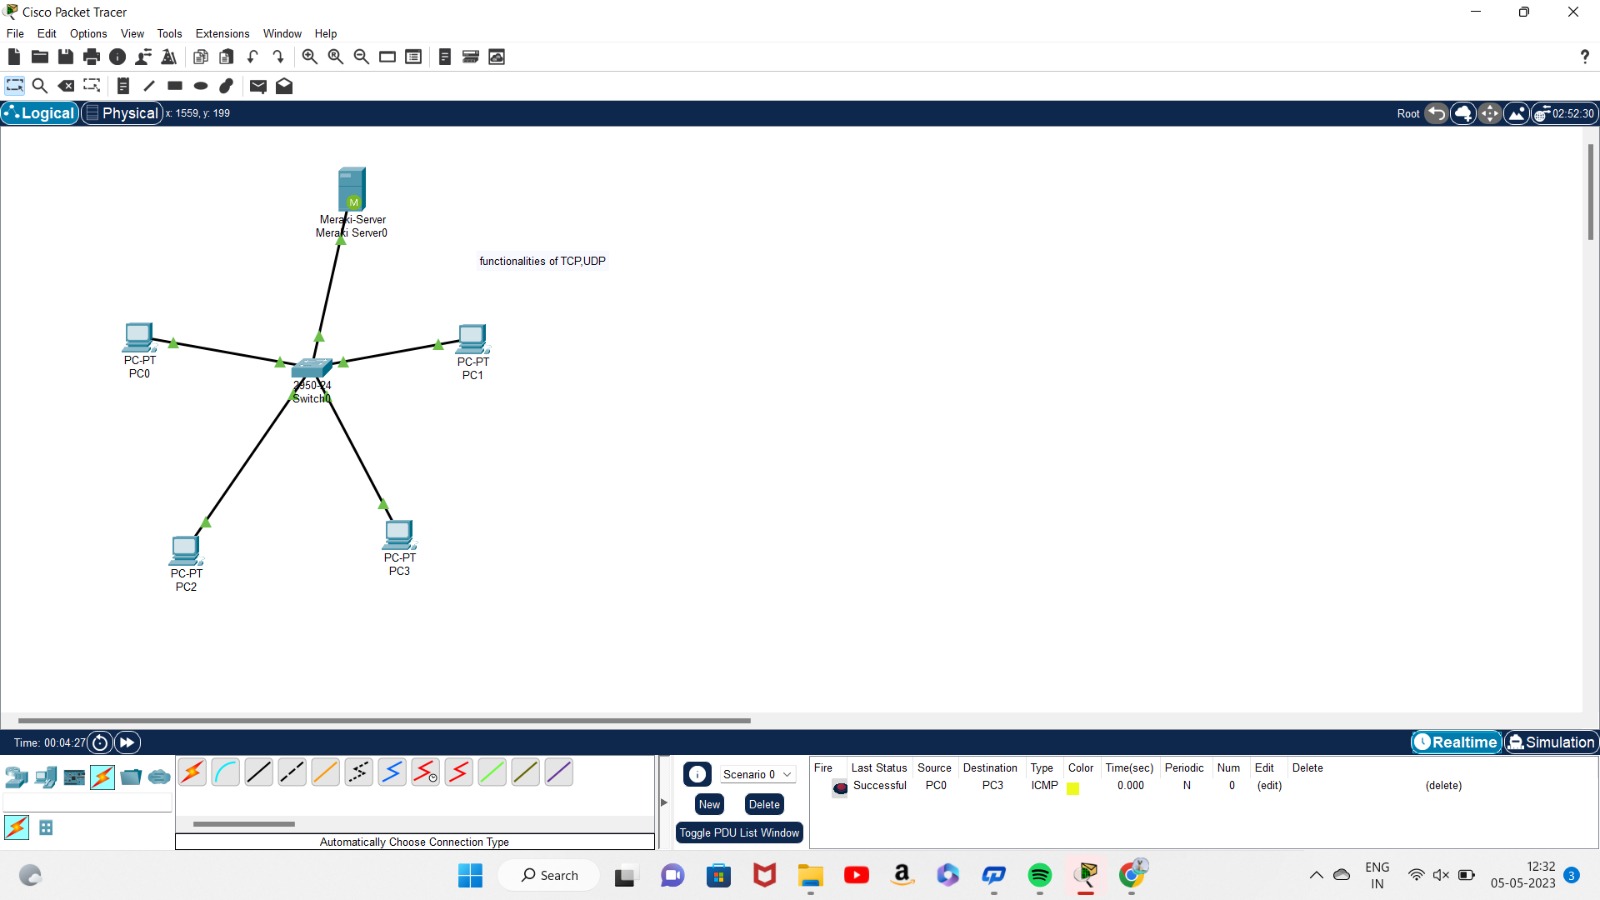 Cisco Packet Tracer
File Edit Options View Tools Extensions Window Help
?
Logical Physical x: 1559, y: 199 Root 02:52:30
M
Meraki-Server
Meraki Server0
functionalities of TCP,UDP
PC-PT
PC0
PC-PT
PC1
2950-24
Switch0
PC-PT
PC2
PC-PT
PC3
Time: 00:04:27 Realtime Simulation
Scenario 0
New Delete
Toggle PDU List Window
Fire Last Status Source Destination Type Color Time(sec) Periodic Num Edit Delete
Successful PC0 PC3 ICMP 0.000 N 0 (edit) (delete)
Automatically Choose Connection Type
Search
ENG
IN
12:32
05-05-2023
3